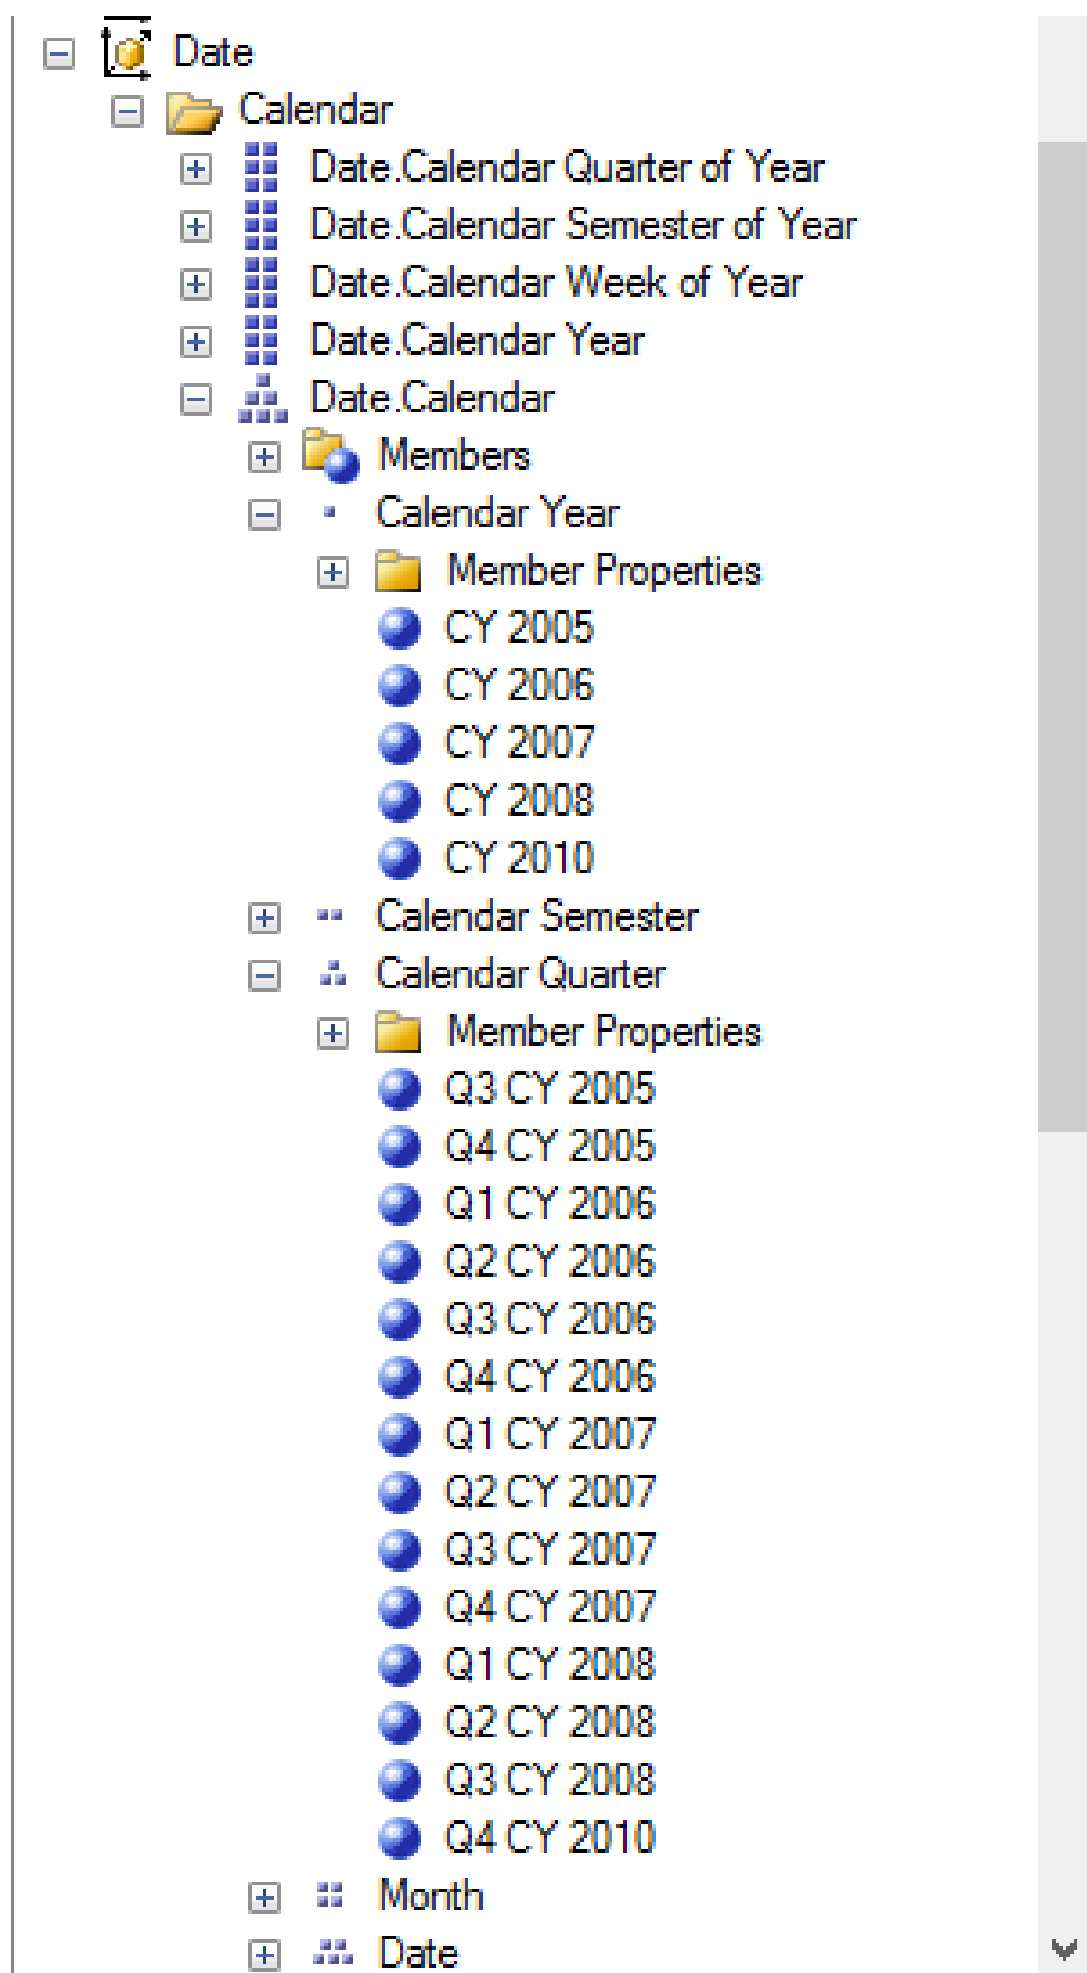 Date
Calendar
Date.Calendar Quarter of Year
Date.Calendar Semester of Year
Date.Calendar Week of Year
Date.Calendar Year
Date.Calendar
Members
Calendar Year
Member Properties
CY 2005
CY 2006
CY 2007
CY 2008
CY 2010
Calendar Semester
Calendar Quarter
Member Properties
Q3 CY 2005
Q4 CY 2005
Q1 CY 2006
Q2 CY 2006
Q3 CY 2006
Q4 CY 2006
Q1 CY 2007
Q2 CY 2007
Q3 CY 2007
Q4 CY 2007
Q1 CY 2008
Q2 CY 2008
Q3 CY 2008
Q4 CY 2010
Month
Date